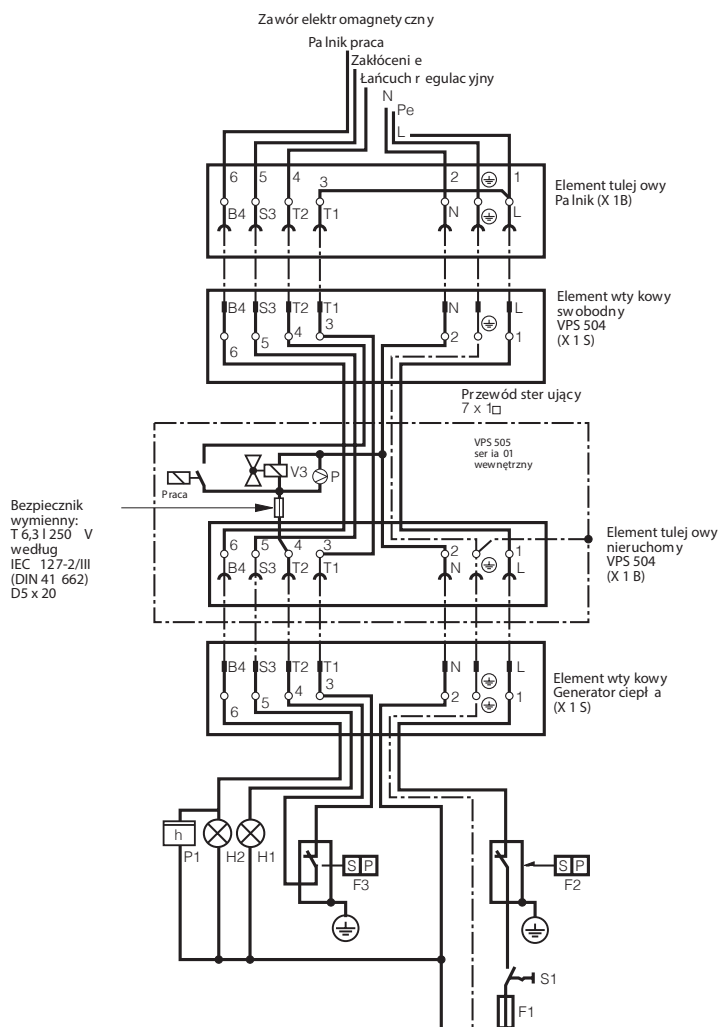 Zawór elektromagnetyczny
Palnik praca
Zakłócenie
Łańcuch regulacyjny
N
Pe
L
6 5 4 3 2 1
B4 S3 T2 T1 N L
Element tulejowy
Palnik (X 1B)
B4 S3 T2 T1 N L
6 5 4 3 2 1
Element wtykowy
swobodny
VPS 504
(X 1 S)
Przewód sterujący
7 x 1□
VPS 505
seria 01
wewnętrzny
V3
P
Praca
Bezpiecznik
wymienny:
T 6,3 l 250 V
według
IEC 127-2/III
(DIN 41 662)
D5 x 20
6 5 4 3 2 1
B4 S3 T2 T1 N L
Element tulejowy
nieruchomy
VPS 504
(X 1 B)
B4 S3 T2 T1 N L
6 5 4 3 2 1
Element wtykowy
Generator ciepła
(X 1 S)
h
P1
H2
H1
S P
F3
S P
F2
S1
F1